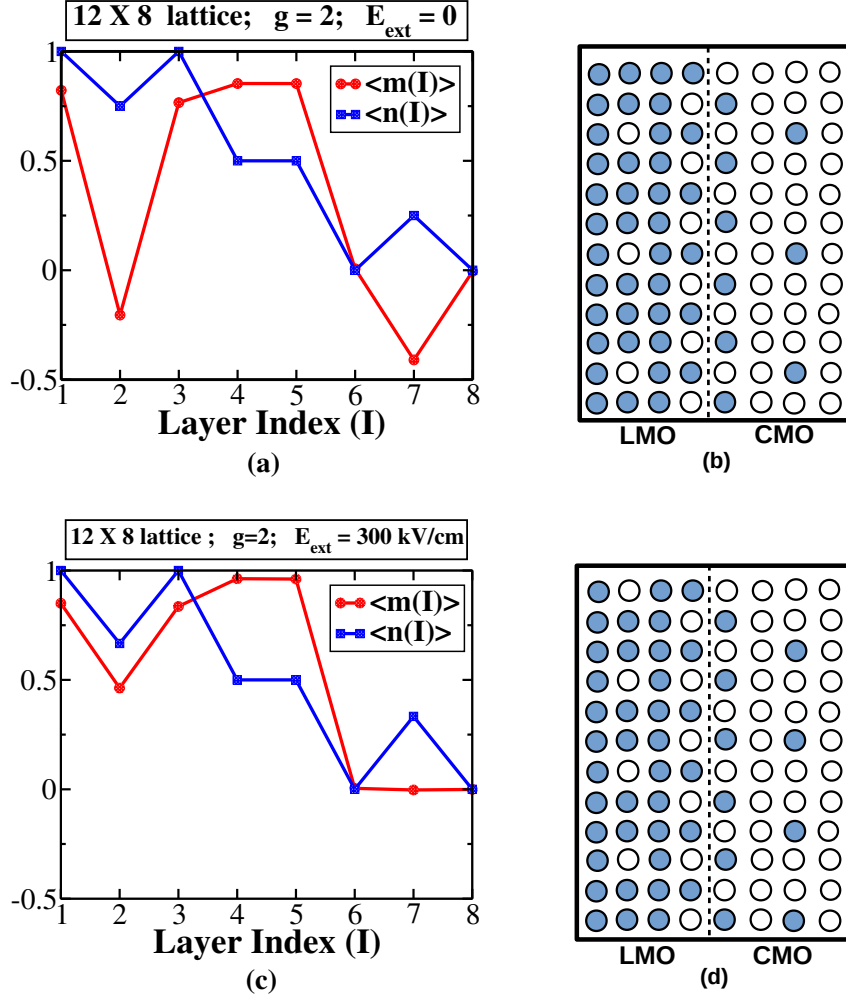 12 X 8 lattice; g = 2; E_ext = 0
1
0.5
0
-0.5
<m(I)>
<n(I)>
1 2 3 4 5 6 7 8
Layer Index (I)
(a)
LMO CMO
(b)
12 X 8 lattice ; g=2; E_ext = 300 kV/cm
1
0.5
0
-0.5
<m(I)>
<n(I)>
1 2 3 4 5 6 7 8
Layer Index (I)
(c)
LMO CMO
(d)